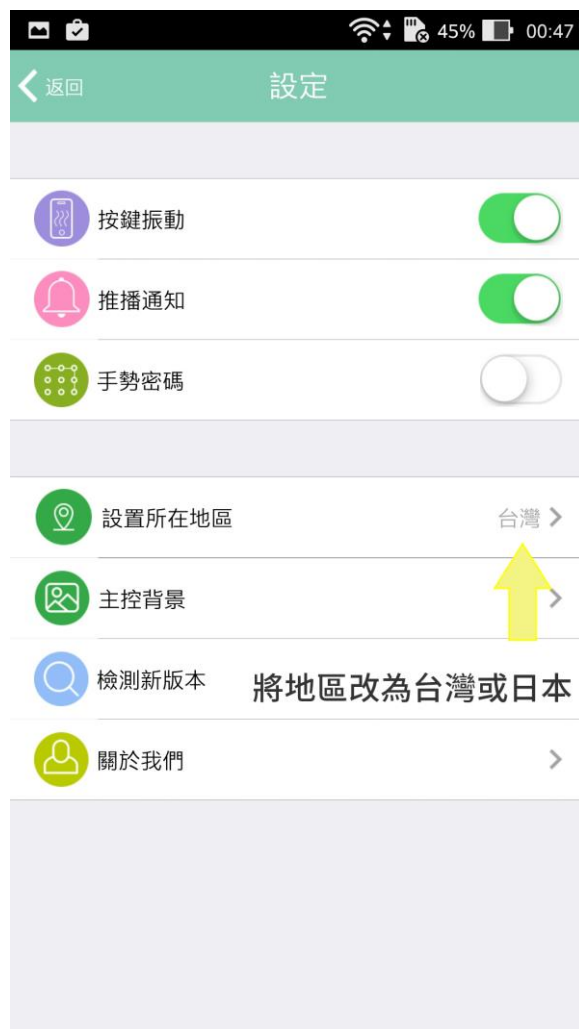 45% 00:47
返回 設定
按鍵振動
推播通知
手勢密碼
設置所在地區 台灣
主控背景
檢測新版本 將地區改為台灣或日本
關於我們